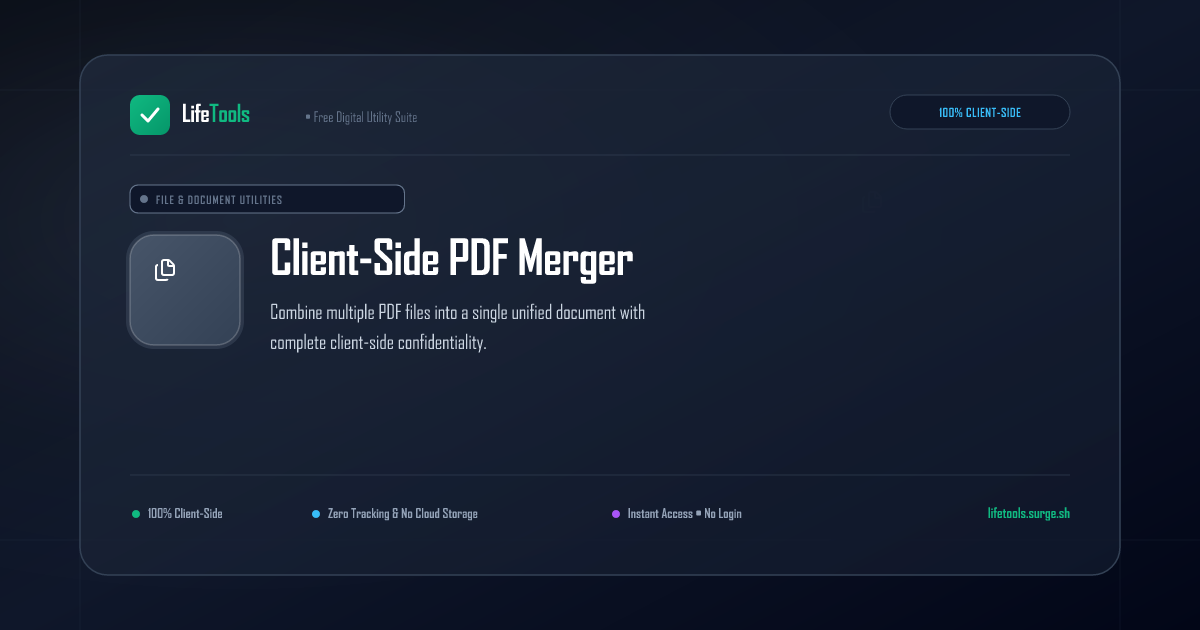 LifeTools
▪ Free Digital Utility Suite
100% CLIENT-SIDE
FILE & DOCUMENT UTILITIES
Client-Side PDF Merger
Combine multiple PDF files into a single unified document with
complete client-side confidentiality.
100% Client-Side
Zero Tracking & No Cloud Storage
Instant Access ▪ No Login
lifetools.surge.sh